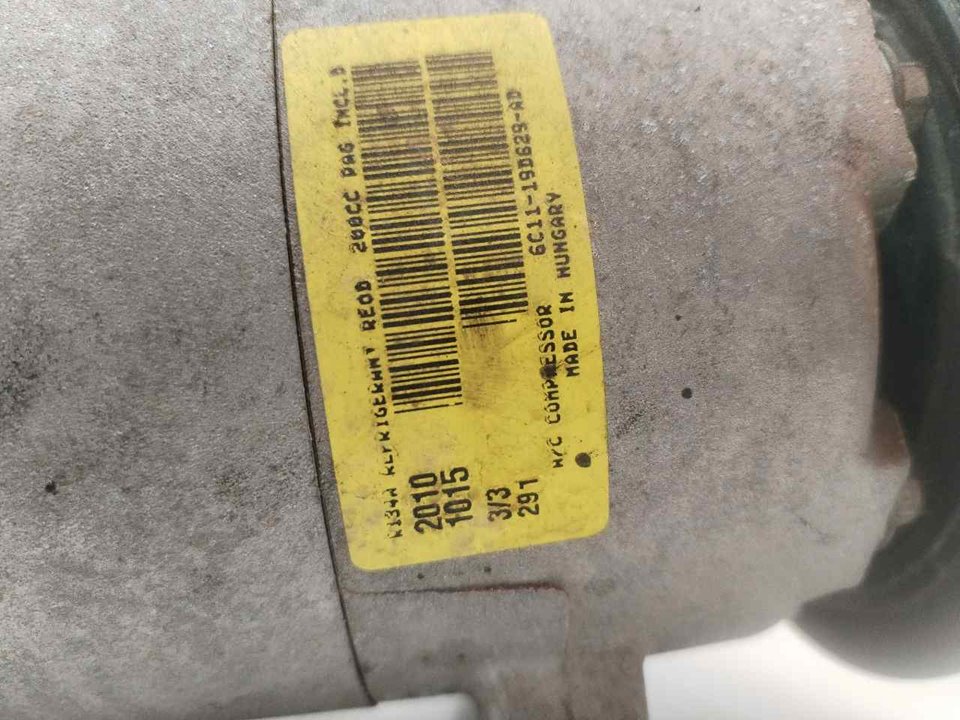 R134A REFRIGERANT REQD 200CC PAG INCL.D
2010
1015
3/3
291
A/C COMPRESSOR 6C11-19D629-AD
MADE IN HUNGARY